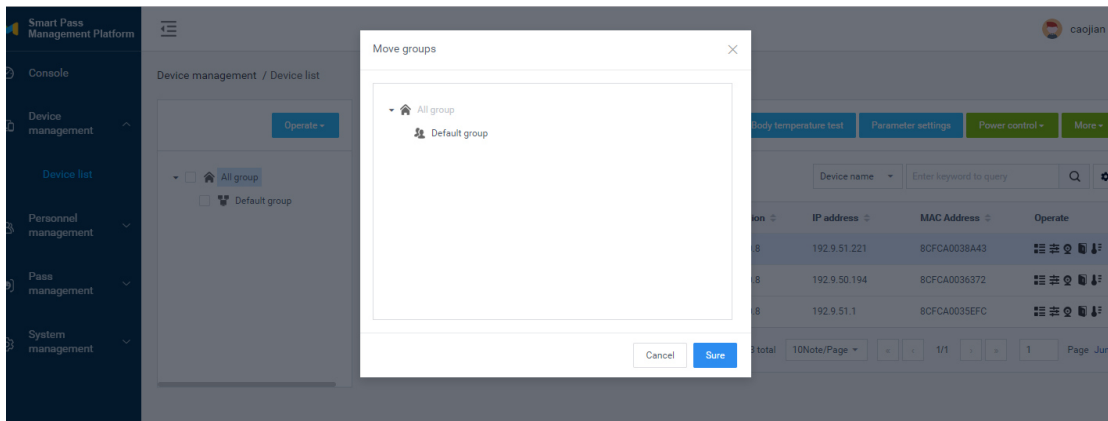 Smart Pass
Management Platform
caojian
Console
Device management / Device list
Move groups
Device
management
Operate
Body temperature test
Parameter settings
Power control
More
All group
Default group
Device list
All group
Default group
Device name
Enter keyword to query
Personnel
management
IP address
MAC Address
Operate
.8
192.9.51.221
8CFCA0038A43
Pass
management
.8
192.9.50.194
8CFCA0036372
.8
192.9.51.1
8CFCA0035EFC
System
management
total
10Note/Page
1/1
1
Page
Cancel
Sure